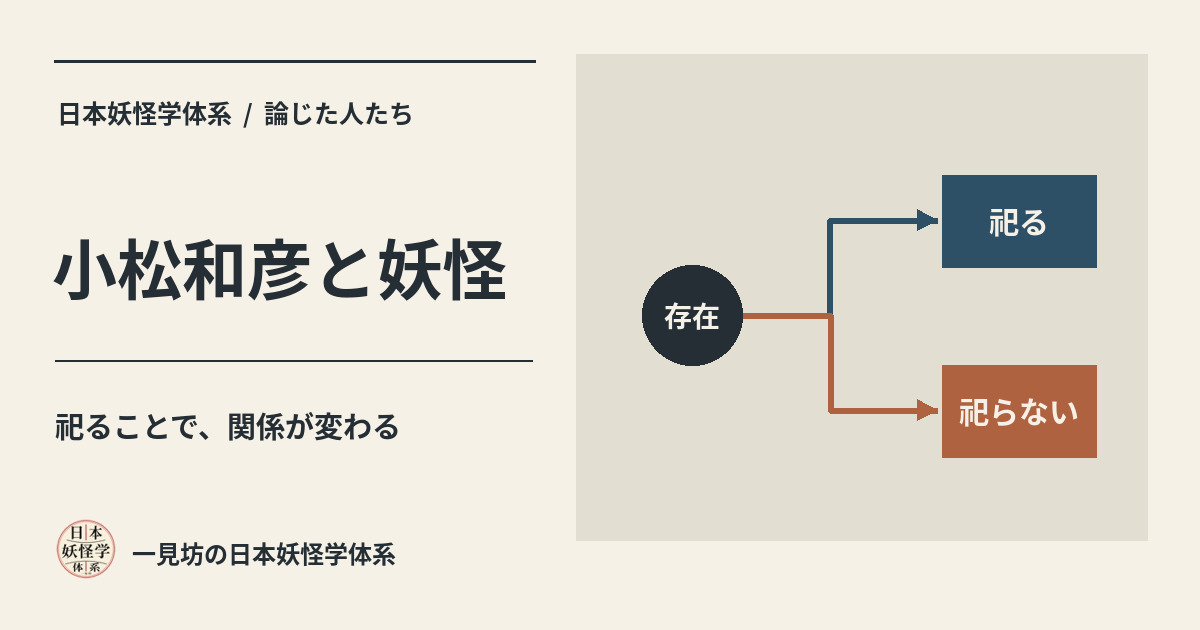 日本妖怪学体系 / 論じた人たち
小松和彦と妖怪
祀ることで、関係が変わる
日本
妖怪学
体系
一見坊の日本妖怪学体系
存在
祀る
祀らない